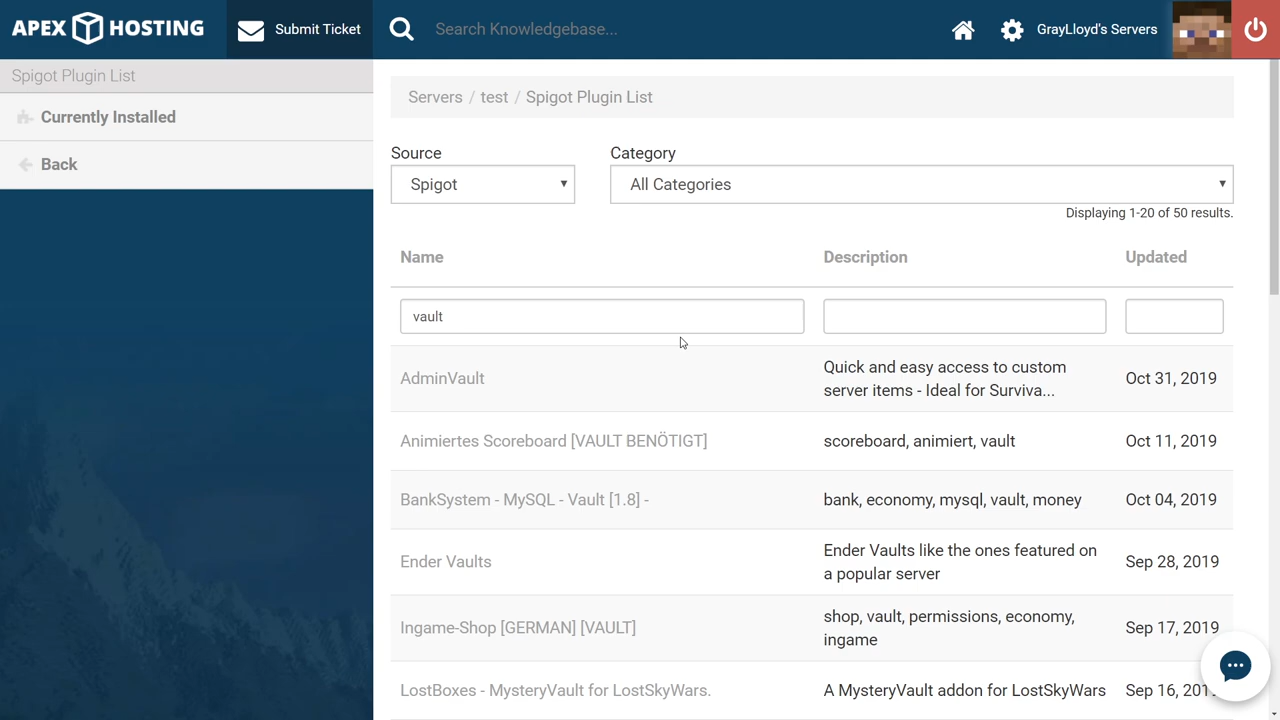 APEX HOSTING
Submit Ticket
Search Knowledgebase...
GrayLloyd's Servers
Spigot Plugin List
Currently Installed
Back
Servers / test / Spigot Plugin List
Source
Category
Spigot
All Categories
Displaying 1-20 of 50 results.
Name
Description
Updated
vault
AdminVault
Quick and easy access to custom
server items - Ideal for Surviva...
Oct 31, 2019
Animiertes Scoreboard [VAULT BENÖTIGT]
scoreboard, animiert, vault
Oct 11, 2019
BankSystem - MySQL - Vault [1.8] -
bank, economy, mysql, vault, money
Oct 04, 2019
Ender Vaults
Ender Vaults like the ones featured on
a popular server
Sep 28, 2019
Ingame-Shop [GERMAN] [VAULT]
shop, vault, permissions, economy,
ingame
Sep 17, 2019
LostBoxes - MysteryVault for LostSkyWars.
A MysteryVault addon for LostSkyWars
Sep 16,